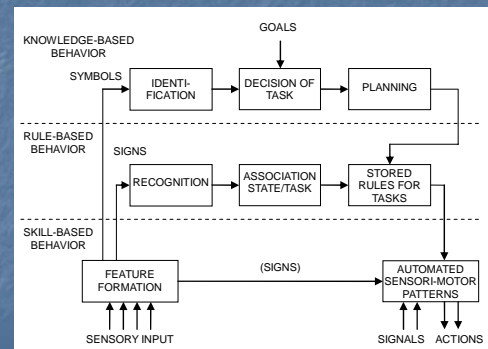 GOALS
KNOWLEDGE-BASED
BEHAVIOR
SYMBOLS
IDENTI-
FICATION
DECISION OF
TASK
PLANNING
RULE-BASED
BEHAVIOR
SIGNS
RECOGNITION
ASSOCIATION
STATE/TASK
STORED
RULES FOR
TASKS
SKILL-BASED
BEHAVIOR
FEATURE
FORMATION
(SIGNS)
AUTOMATED
SENSORI-MOTOR
PATTERNS
SENSORY INPUT
SIGNALS
ACTIONS